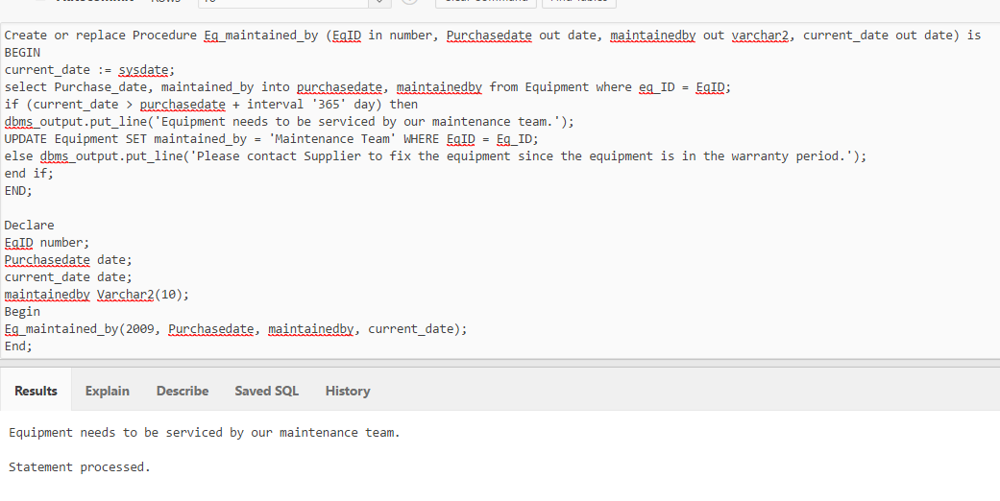 Create or replace Procedure Eq_maintained_by (EqID in number, Purchasedate out date, maintainedby out varchar2, current_date out date) is
BEGIN
current_date := sysdate;
select Purchase_date, maintained_by into purchasedate, maintainedby from Equipment where eq_ID = EqID;
if (current_date > purchasedate + interval '365' day) then
dbms_output.put_line('Equipment needs to be serviced by our maintenance team.');
UPDATE Equipment SET maintained_by = 'Maintenance Team' WHERE EqID = Eq_ID;
else dbms_output.put_line('Please contact Supplier to fix the equipment since the equipment is in the warranty period.');
end if;
END;
Declare
EqID number;
Purchasedate date;
current_date date;
maintainedby Varchar2(10);
Begin
Eq_maintained_by(2009, Purchasedate, maintainedby, current_date);
End;
Results Explain Describe Saved SQL History
Equipment needs to be serviced by our maintenance team.
Statement processed.